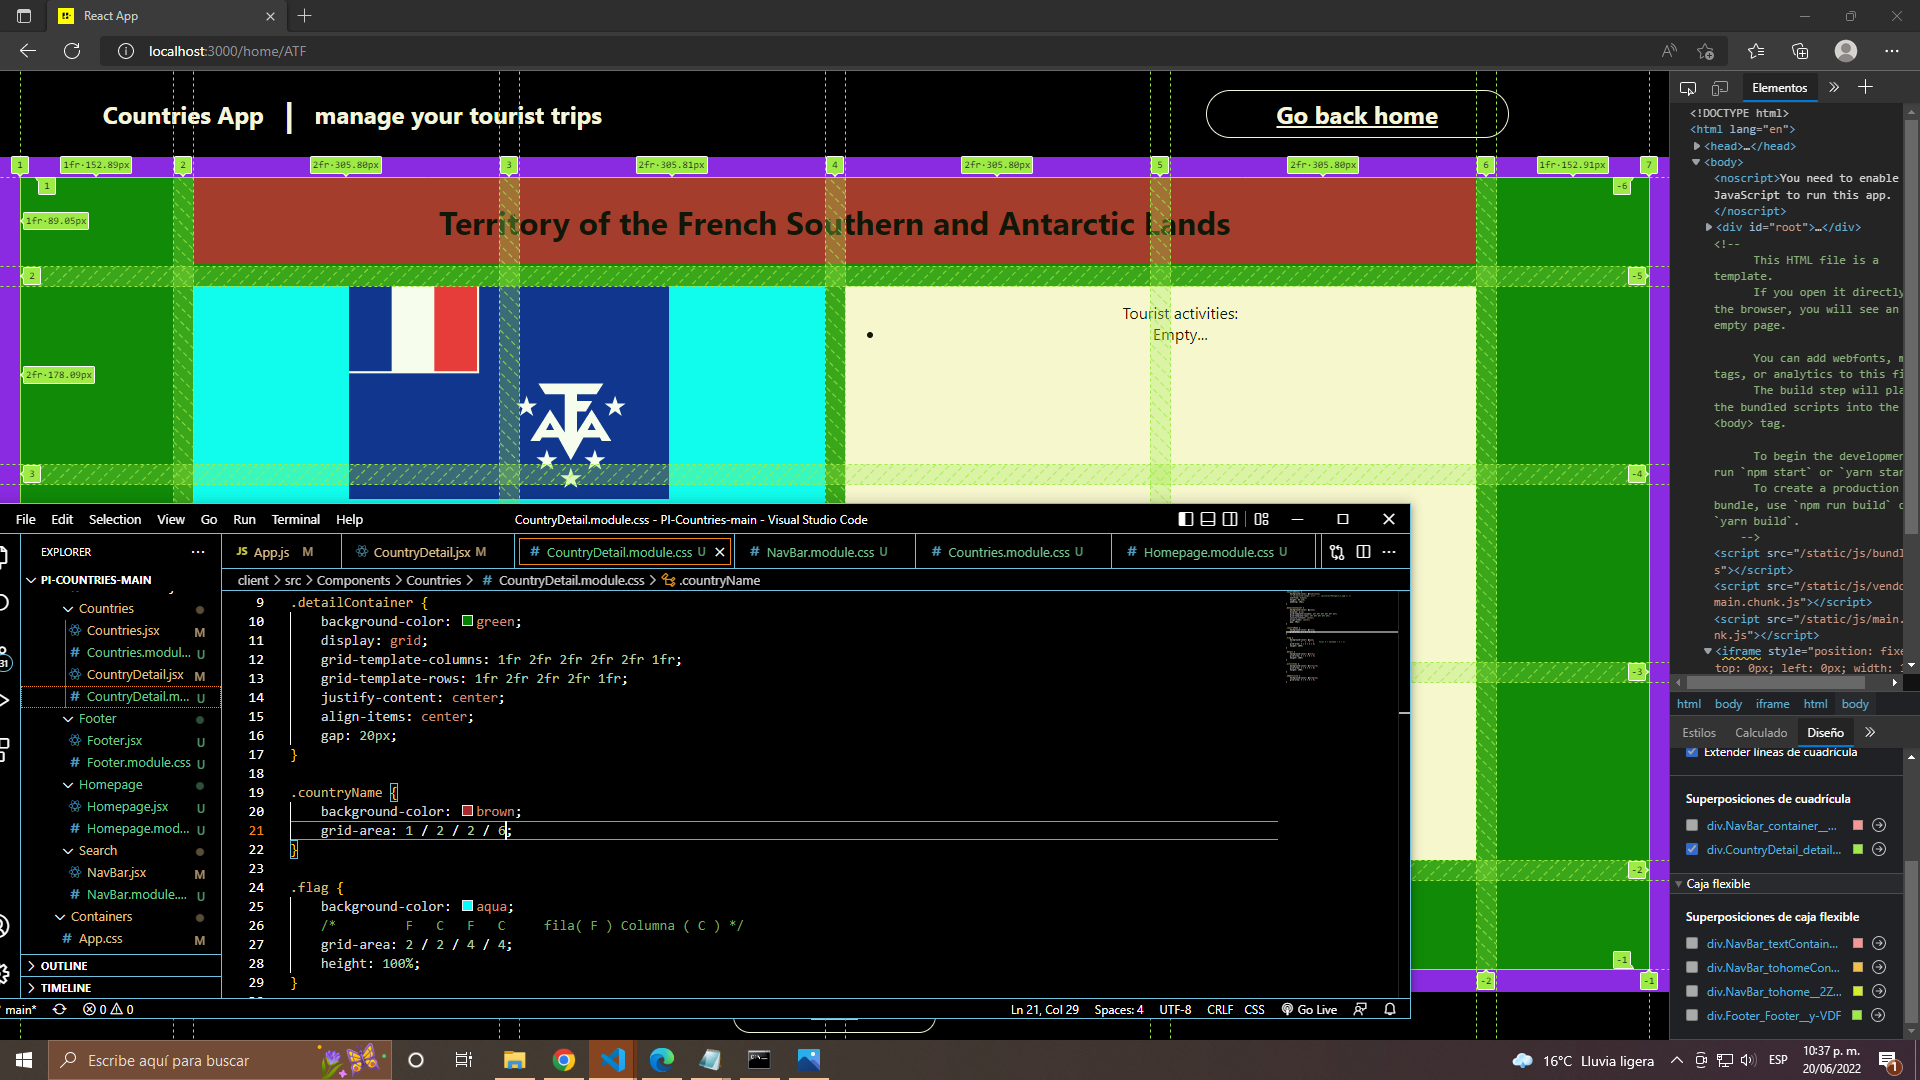 React App
localhost:3000/home/ATF
Countries App | manage your tourist trips
Go back home
1 1fr·152.89px 2 2fr·305.80px 3 2fr·305.81px 4 2fr·305.80px 5 2fr·305.80px 6 1fr·152.91px 7
1 -6
1fr·89.05px
Territory of the French Southern and Antarctic Lands
2 -5
Tourist activities:
Empty...
2fr·178.09px
3 -4
-3
-2
-1
-2 -1
Elementos
<!DOCTYPE html>
<html lang="en">
<head>…</head>
<body>
<noscript>You need to enable
JavaScript to run this app.
</noscript>
<div id="root">…</div>
<!--
This HTML file is a
template.
If you open it directly
the browser, you will see an
empty page.
You can add webfonts, m
tags, or analytics to this fi
The build step will pla
the bundled scripts into the
<body> tag.
To begin the developmen
run `npm start` or `yarn star
To create a production
bundle, use `npm run build` o
`yarn build`.
-->
<script src="/static/js/bundl
s"></script>
<script src="/static/js/vendo
main.chunk.js"></script>
<script src="/static/js/main.
nk.js"></script>
<iframe style="position: fixe
top: 0px; left: 0px; width: 1
html body iframe html body
Estilos Calculado Diseño
Extender líneas de cuadrícula
Superposiciones de cuadrícula
div.NavBar_container__...
div.CountryDetail_detail...
Caja flexible
Superposiciones de caja flexible
div.NavBar_textContain...
div.NavBar_tohomeCon...
div.NavBar_tohome__2Z...
div.Footer_Footer__y-VDF
File Edit Selection View Go Run Terminal Help
CountryDetail.module.css - PI-Countries-main - Visual Studio Code
EXPLORER ···
JS App.js M
CountryDetail.jsx M
# CountryDetail.module.css U
# NavBar.module.css U
# Countries.module.css U
# Homepage.module.css U
PI-COUNTRIES-MAIN
client > src > Components > Countries > # CountryDetail.module.css > .countryName
Countries
Countries.jsx M
# Countries.modul... U
CountryDetail.jsx M
# CountryDetail.m... U
Footer
Footer.jsx U
# Footer.module.css U
Homepage
Homepage.jsx U
# Homepage.mod... U
Search
NavBar.jsx M
# NavBar.module.... U
Containers
# App.css M
OUTLINE
TIMELINE
31
9 .detailContainer {
10 background-color: green;
11 display: grid;
12 grid-template-columns: 1fr 2fr 2fr 2fr 2fr 1fr;
13 grid-template-rows: 1fr 2fr 2fr 2fr 1fr;
14 justify-content: center;
15 align-items: center;
16 gap: 20px;
17 }
18
19 .countryName {
20 background-color: brown;
21 grid-area: 1 / 2 / 2 / 6;
22 }
23
24 .flag {
25 background-color: aqua;
26 /* F C F C fila( F ) Columna ( C ) */
27 grid-area: 2 / 2 / 4 / 4;
28 height: 100%;
29 }
main* 0 0
Ln 21, Col 29 Spaces: 4 UTF-8 CRLF CSS Go Live
Escribe aquí para buscar
16°C Lluvia ligera
ESP
10:37 p. m.
20/06/2022
1